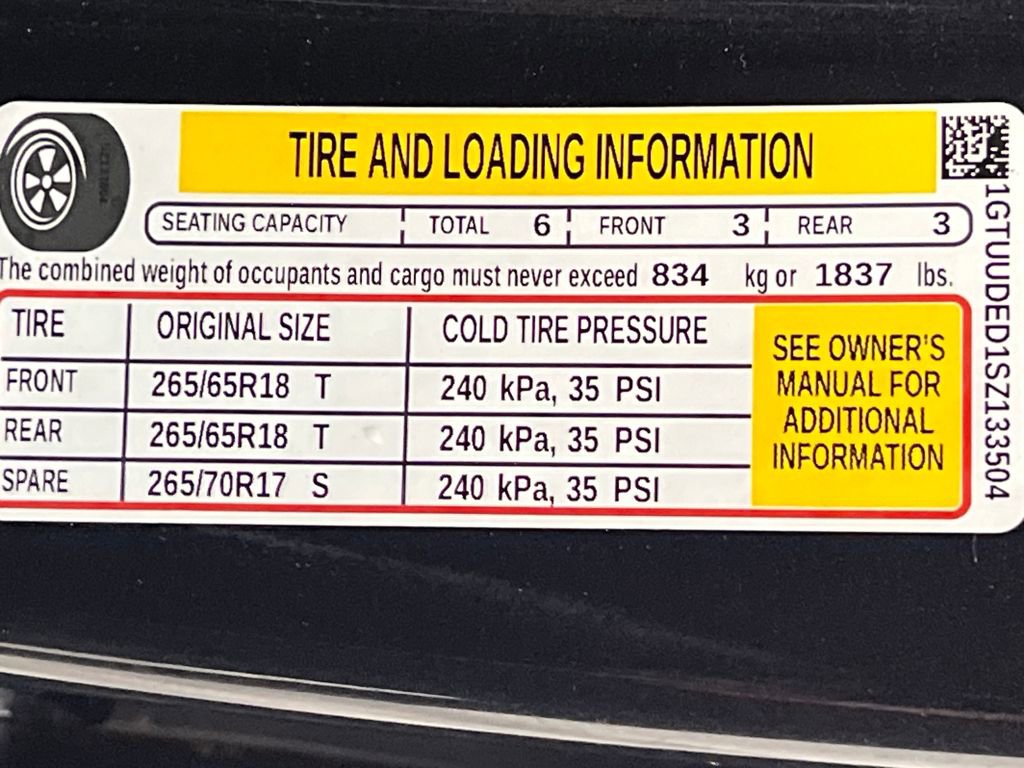 TIRE AND LOADING INFORMATION
SEATING CAPACITY TOTAL 6 FRONT 3 REAR 3
The combined weight of occupants and cargo must never exceed 834 kg or 1837 lbs.
TIRE ORIGINAL SIZE COLD TIRE PRESSURE
FRONT 265/65R18 T 240 kPa, 35 PSI
REAR 265/65R18 T 240 kPa, 35 PSI
SPARE 265/70R17 S 240 kPa, 35 PSI
SEE OWNER'S
MANUAL FOR
ADDITIONAL
INFORMATION
1GTUUDED1SZ133504